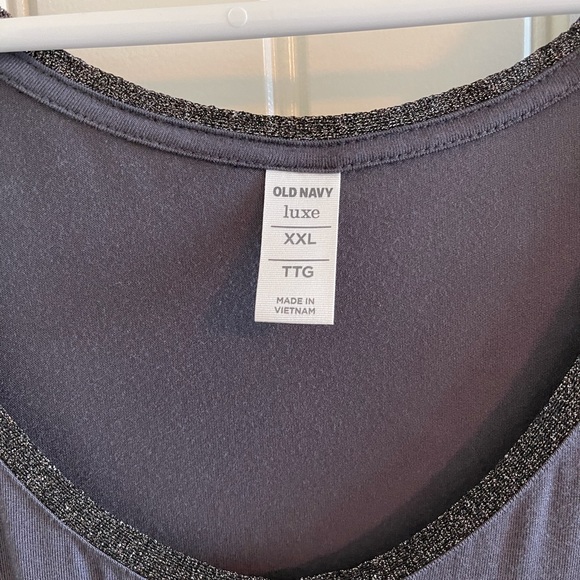 OLD NAVY
luxe
XXL
TTG
MADE IN
VIETNAM